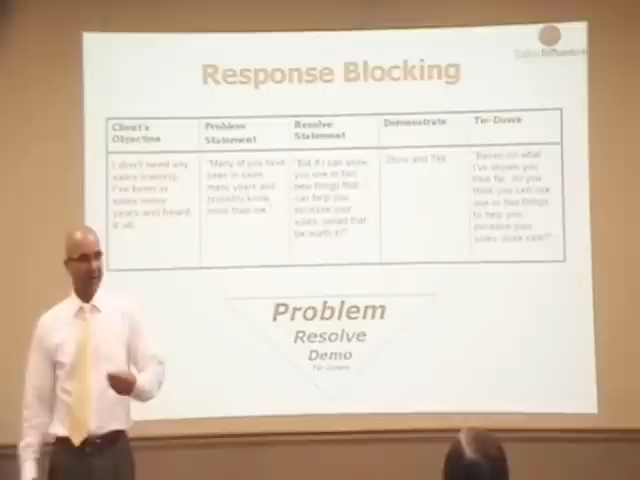 Sales Influence
Response Blocking
Client's
Objection
Problem
Statement
Resolve
Statement
Demonstrate
Tie-Down
I don't need any
sales training,
I've been in
sales many
years and heard
it all.
"Many of you have
been in sales
many years and
probably know
more than me"
"But if I can show
you one or two
new things that
can help you
increase your
sales, would that
be worth it?"
Show and Tell
"Based on what
I've shown you
thus far, do you
think you can use
one or two things
to help you
increase your
sales close rate?"
Problem
Resolve
Demo
Tie-Down